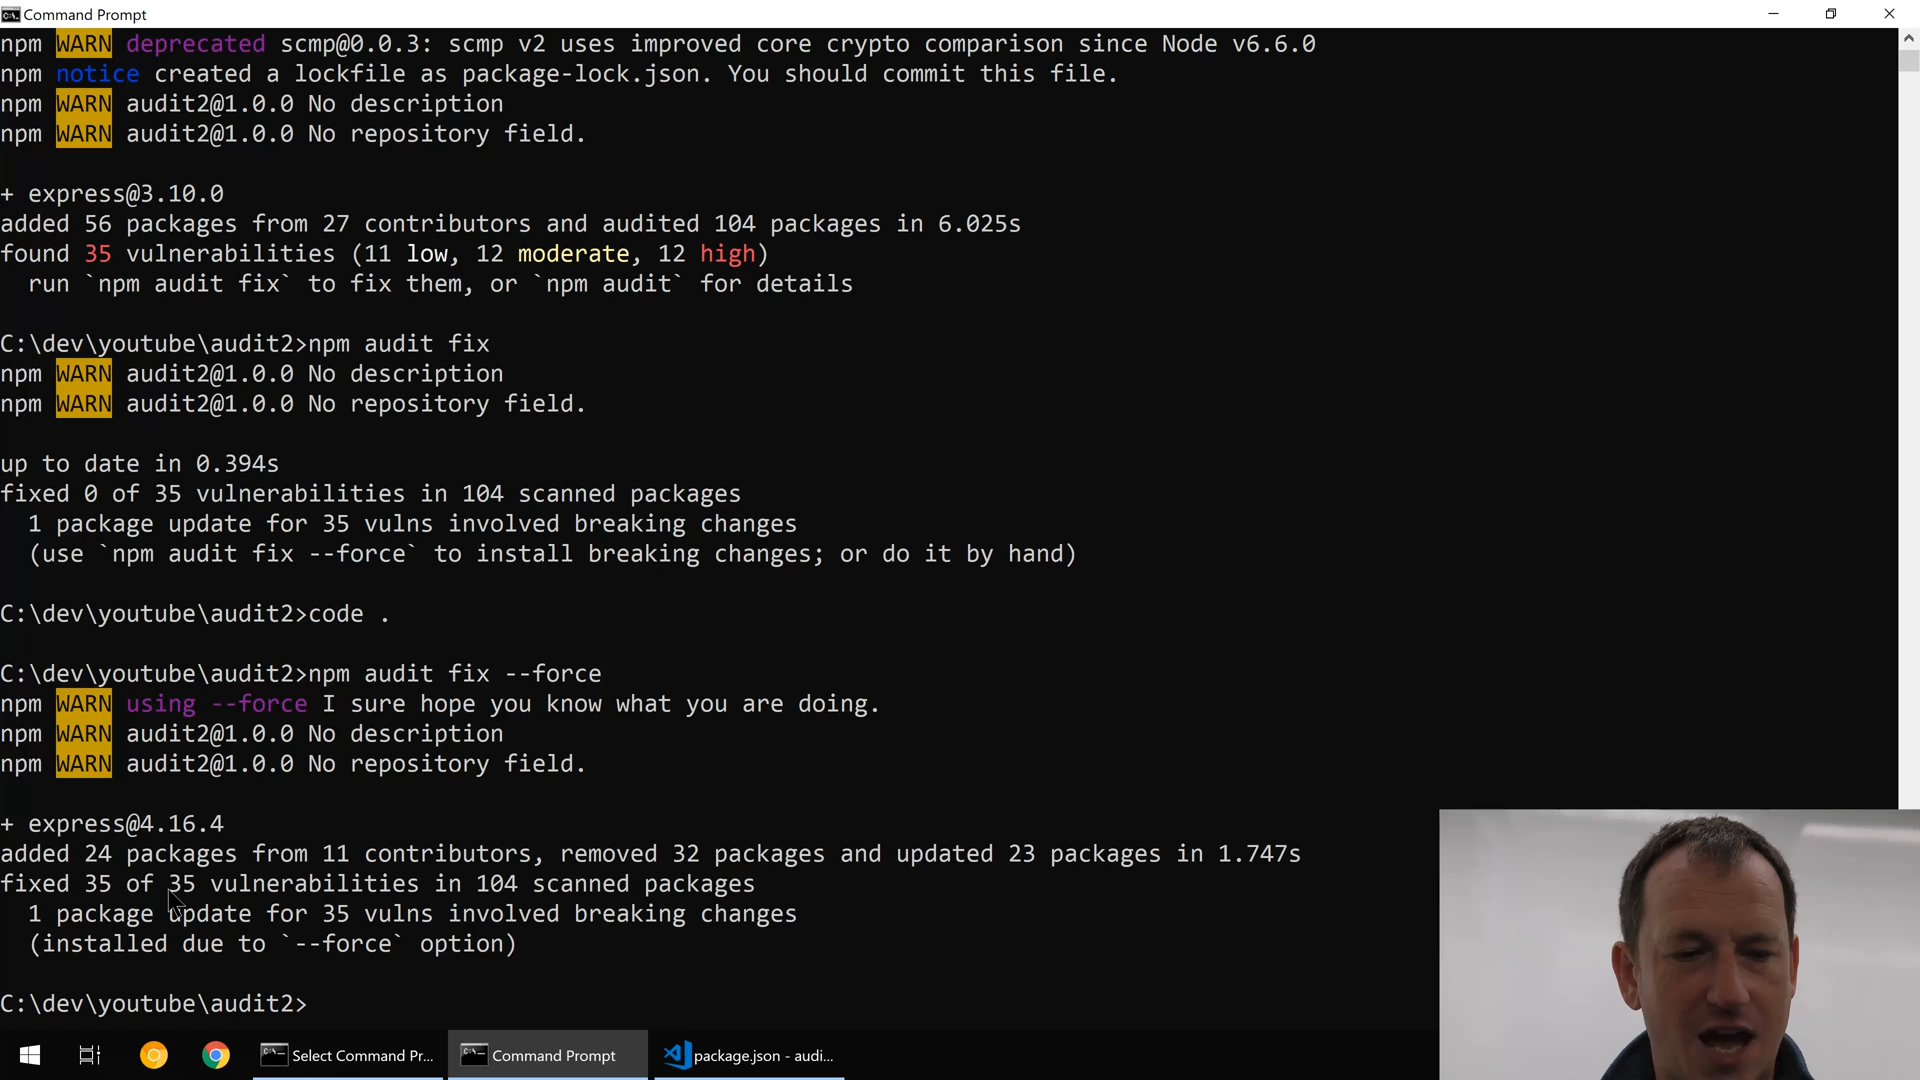 Command Prompt
npm WARN deprecated scmp@0.0.3: scmp v2 uses improved core crypto comparison since Node v6.6.0
npm notice created a lockfile as package-lock.json. You should commit this file.
npm WARN audit2@1.0.0 No description
npm WARN audit2@1.0.0 No repository field.
+ express@3.10.0
added 56 packages from 27 contributors and audited 104 packages in 6.025s
found 35 vulnerabilities (11 low, 12 moderate, 12 high)
run `npm audit fix` to fix them, or `npm audit` for details
C:\dev\youtube\audit2>npm audit fix
npm WARN audit2@1.0.0 No description
npm WARN audit2@1.0.0 No repository field.
up to date in 0.394s
fixed 0 of 35 vulnerabilities in 104 scanned packages
1 package update for 35 vulns involved breaking changes
(use `npm audit fix --force` to install breaking changes; or do it by hand)
C:\dev\youtube\audit2>code .
C:\dev\youtube\audit2>npm audit fix --force
npm WARN using --force I sure hope you know what you are doing.
npm WARN audit2@1.0.0 No description
npm WARN audit2@1.0.0 No repository field.
+ express@4.16.4
added 24 packages from 11 contributors, removed 32 packages and updated 23 packages in 1.747s
fixed 35 of 35 vulnerabilities in 104 scanned packages
1 package update for 35 vulns involved breaking changes
(installed due to `--force` option)
C:\dev\youtube\audit2>
Select Command Pr... Command Prompt package.json - audi...